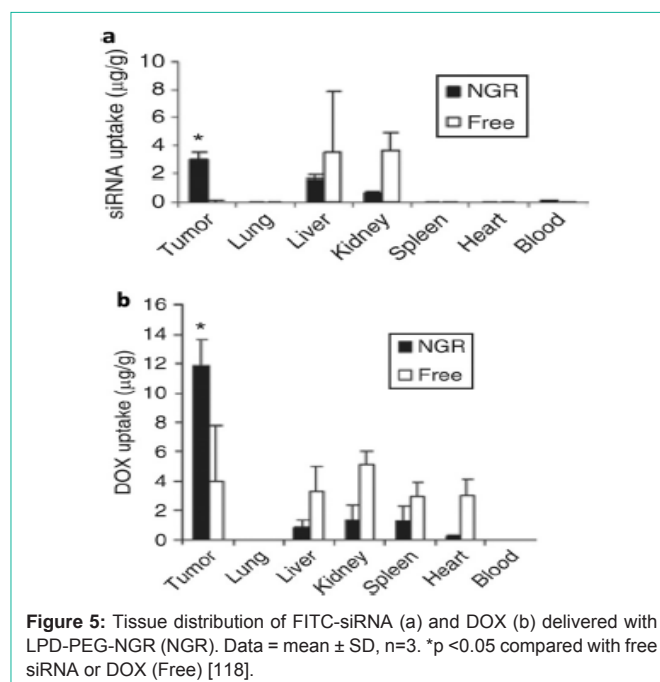 a
siRNA uptake (µg/g)
10
8
6
4
2
0
NGR
Free
*
Tumor
Lung
Liver
Kidney
Spleen
Heart
Blood
b
DOX uptake (µg/g)
16
14
12
10
8
6
4
2
0
NGR
Free
*
Tumor
Lung
Liver
Kidney
Spleen
Heart
Blood
Figure 5: Tissue distribution of FITC-siRNA (a) and DOX (b) delivered with
LPD-PEG-NGR (NGR). Data = mean ± SD, n=3. *p <0.05 compared with free
siRNA or DOX (Free) [118].